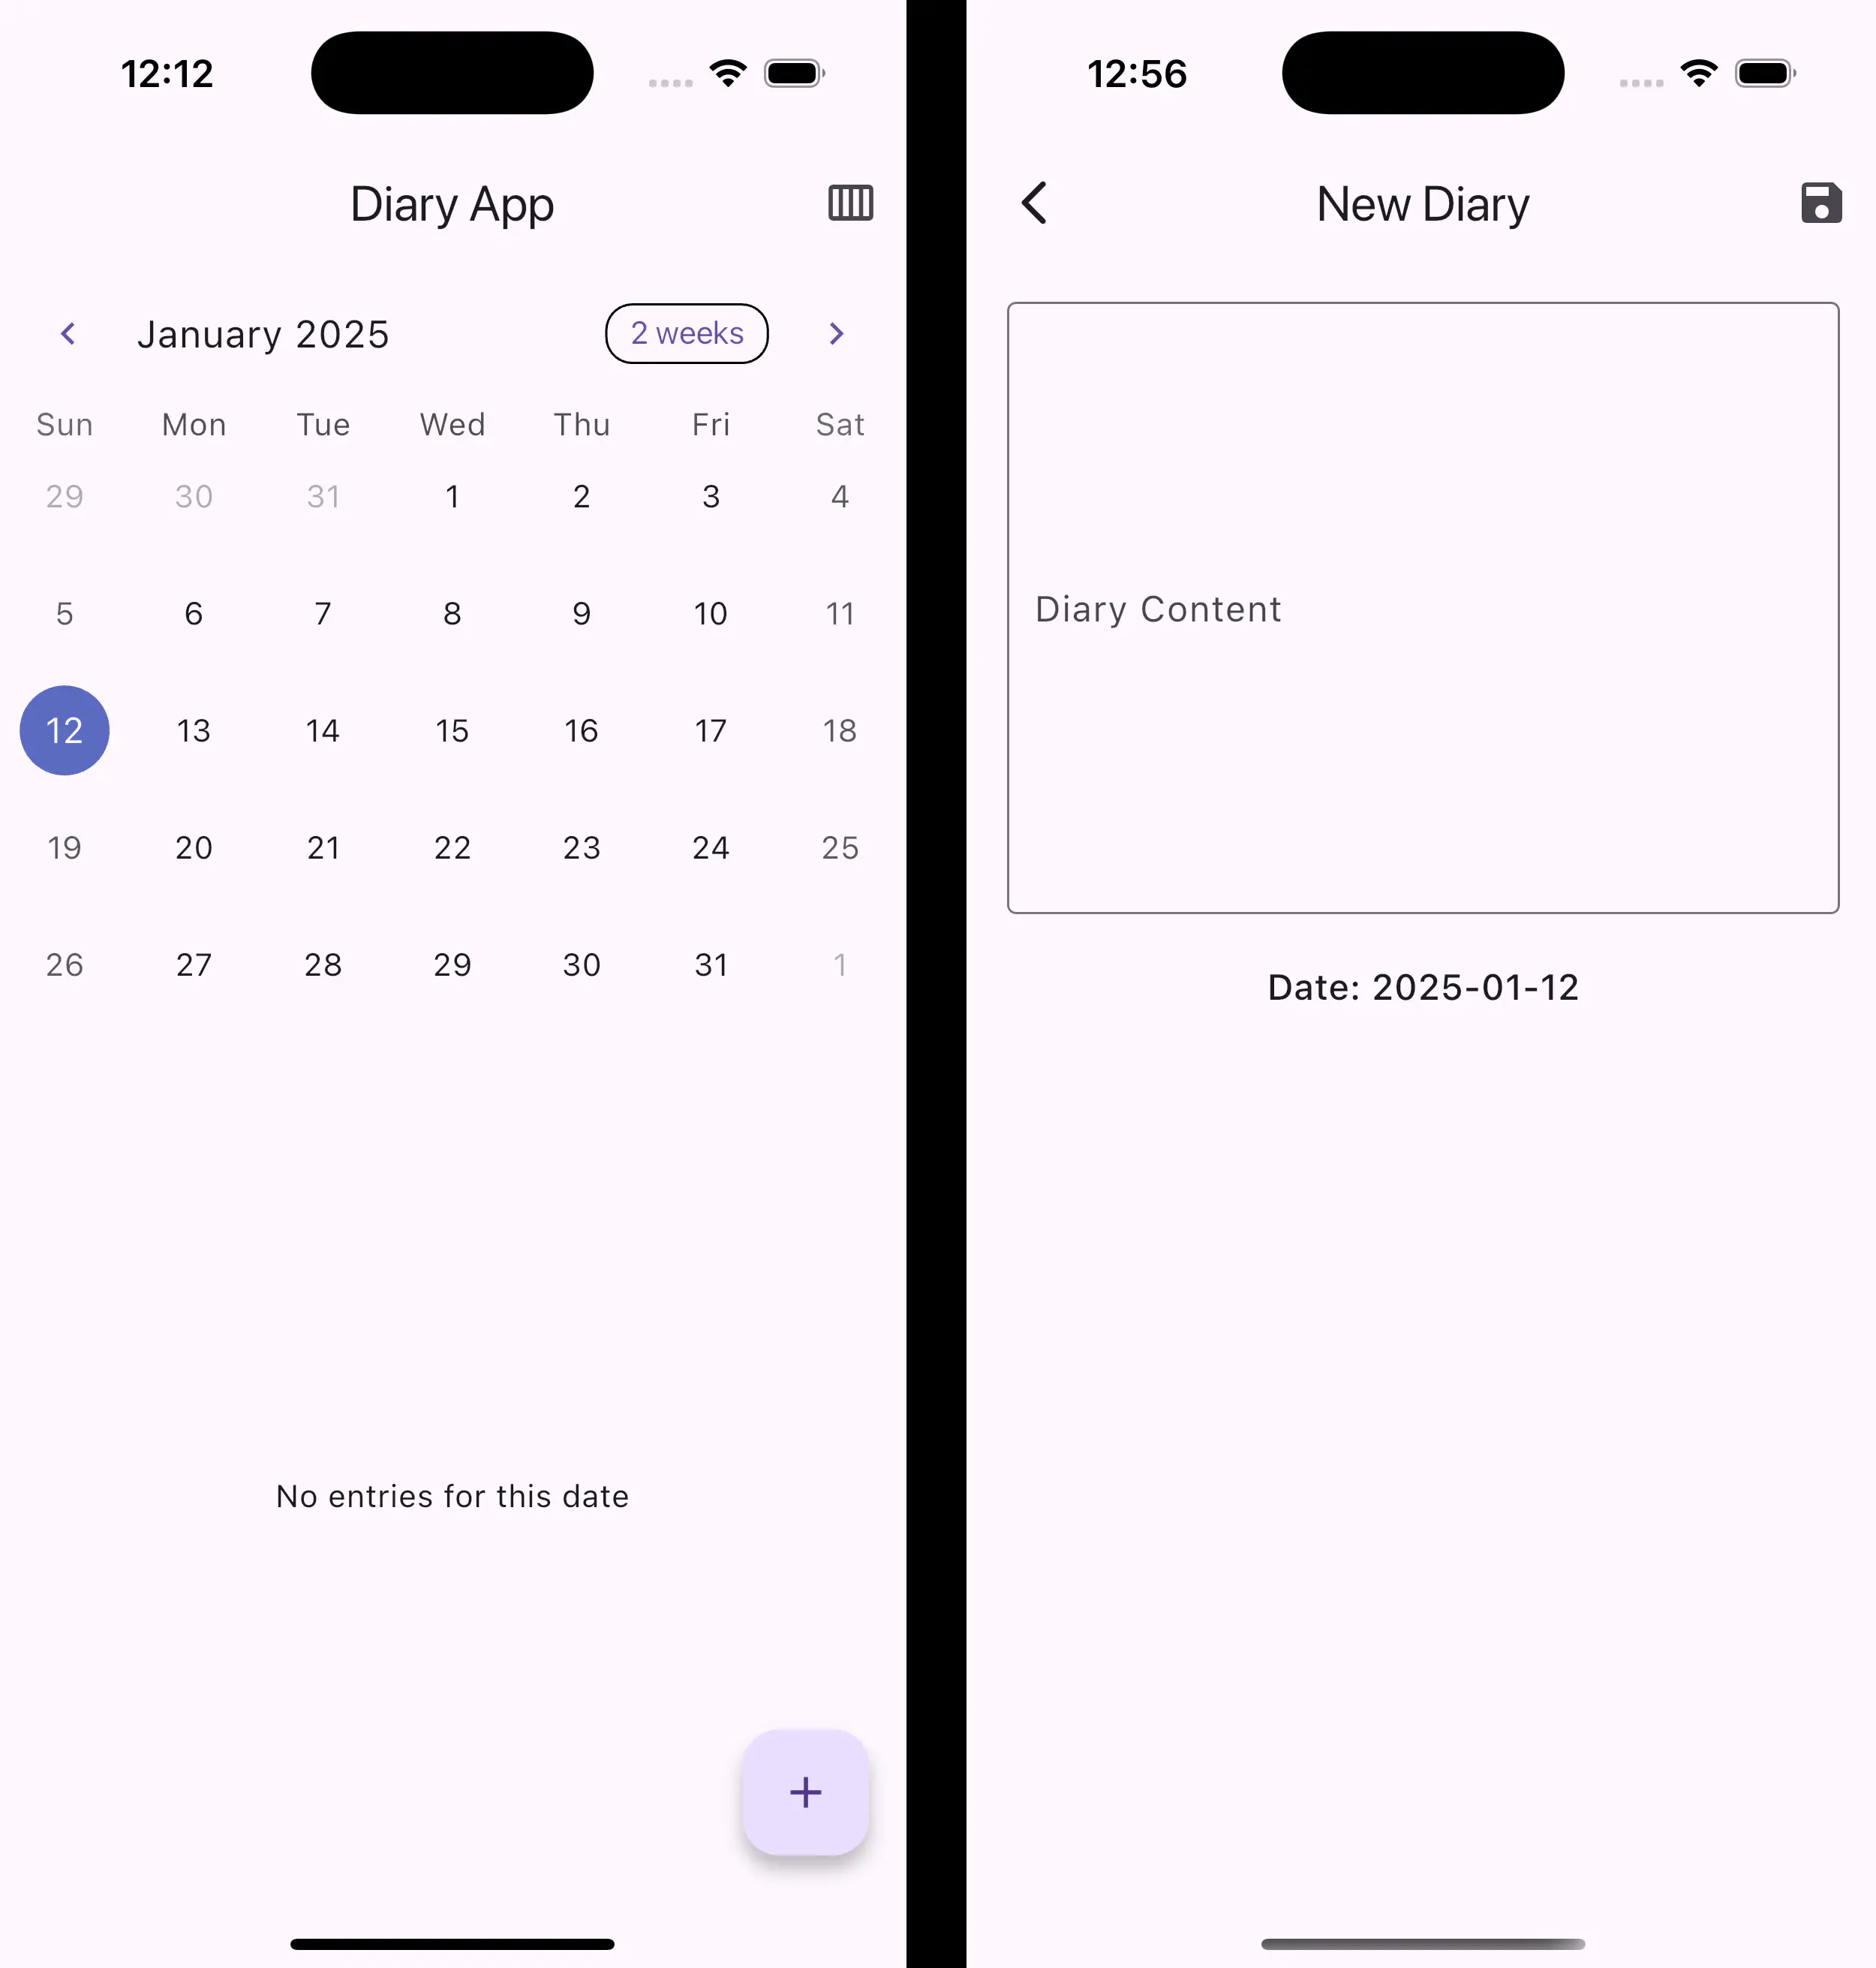 12:12
Diary App
January 2025 2 weeks
Sun Mon Tue Wed Thu Fri Sat
29 30 31 1 2 3 4
5 6 7 8 9 10 11
12 13 14 15 16 17 18
19 20 21 22 23 24 25
26 27 28 29 30 31 1
No entries for this date
12:56
New Diary
Diary Content
Date: 2025-01-12